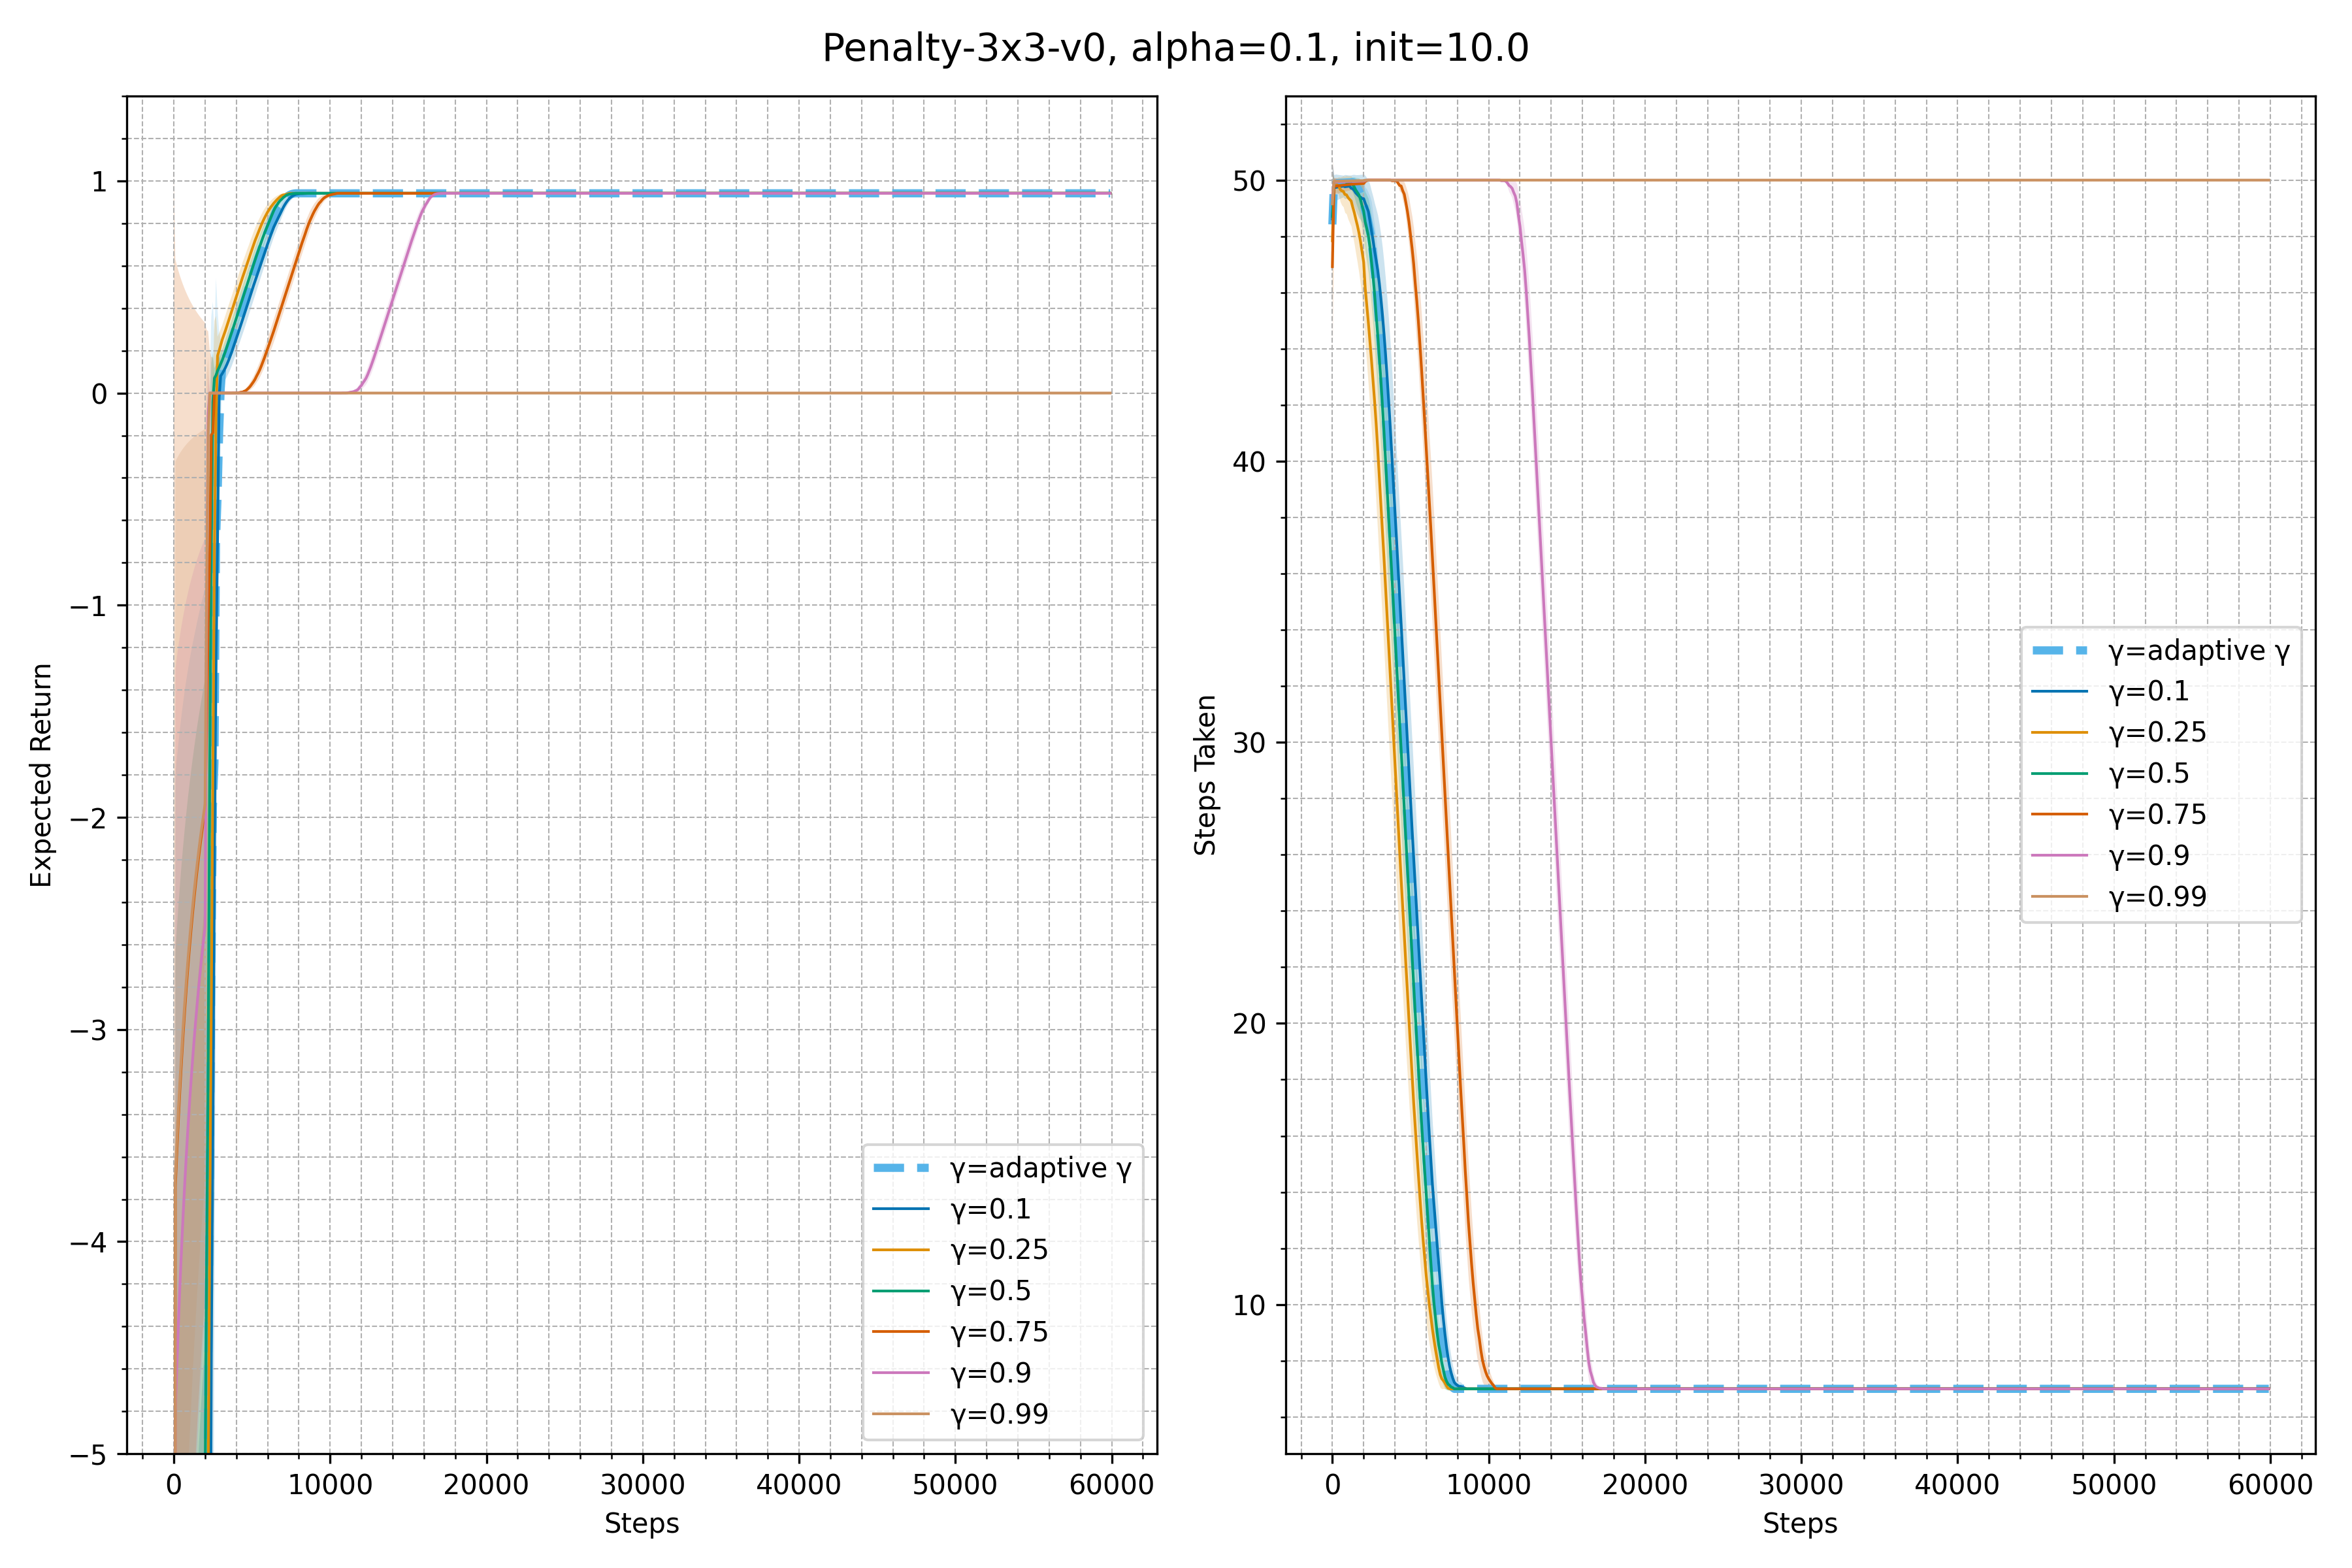 Penalty-3x3-v0, alpha=0.1, init=10.0
Expected Return
1
0
−1
−2
−3
−4
−5
0
10000
20000
30000
40000
50000
60000
Steps
γ=adaptive γ
γ=0.1
γ=0.25
γ=0.5
γ=0.75
γ=0.9
γ=0.99
Steps Taken
50
40
30
20
10
0
10000
20000
30000
40000
50000
60000
Steps
γ=adaptive γ
γ=0.1
γ=0.25
γ=0.5
γ=0.75
γ=0.9
γ=0.99